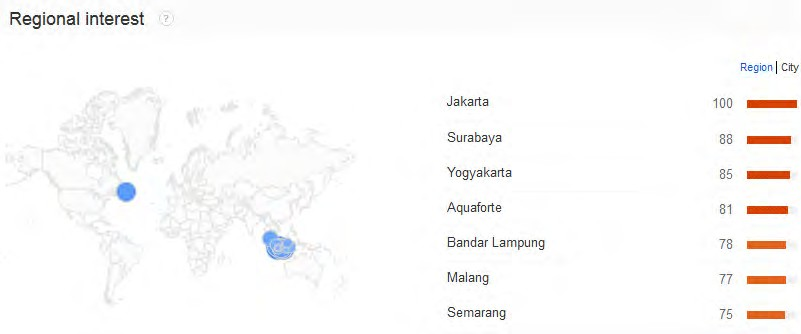 Regional interest ?
Region | City
Jakarta 100
Surabaya 88
Yogyakarta 85
Aquaforte 81
Bandar Lampung 78
Malang 77
Semarang 75